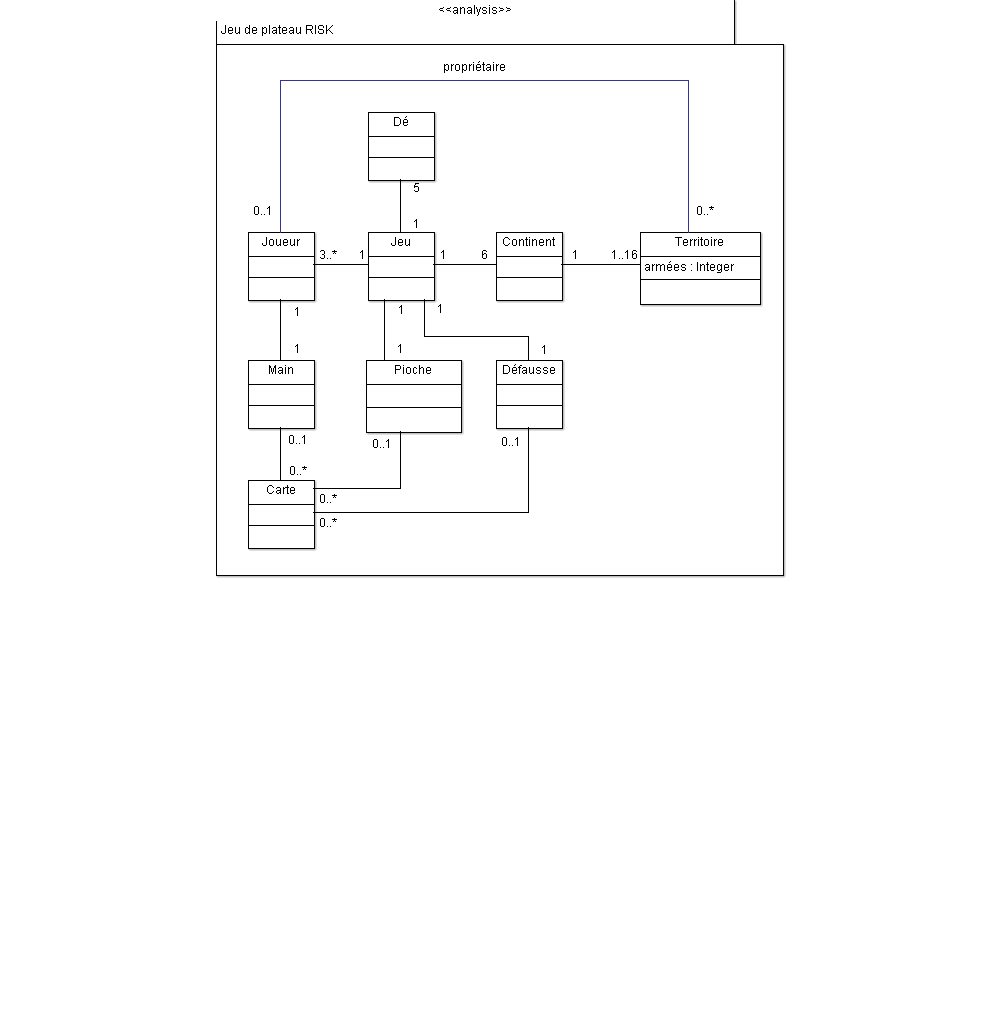 <<analysis>>
Jeu de plateau RISK
propriétaire
Dé
5
0..1
0..*
1
Joueur
Jeu
Continent
Territoire
3..*
1
1
6
1
1..16
armées : Integer
1
1
1
1
1
1
Main
Pioche
Défausse
0..1
0..1
0..1
0..*
Carte
0..*
0..*